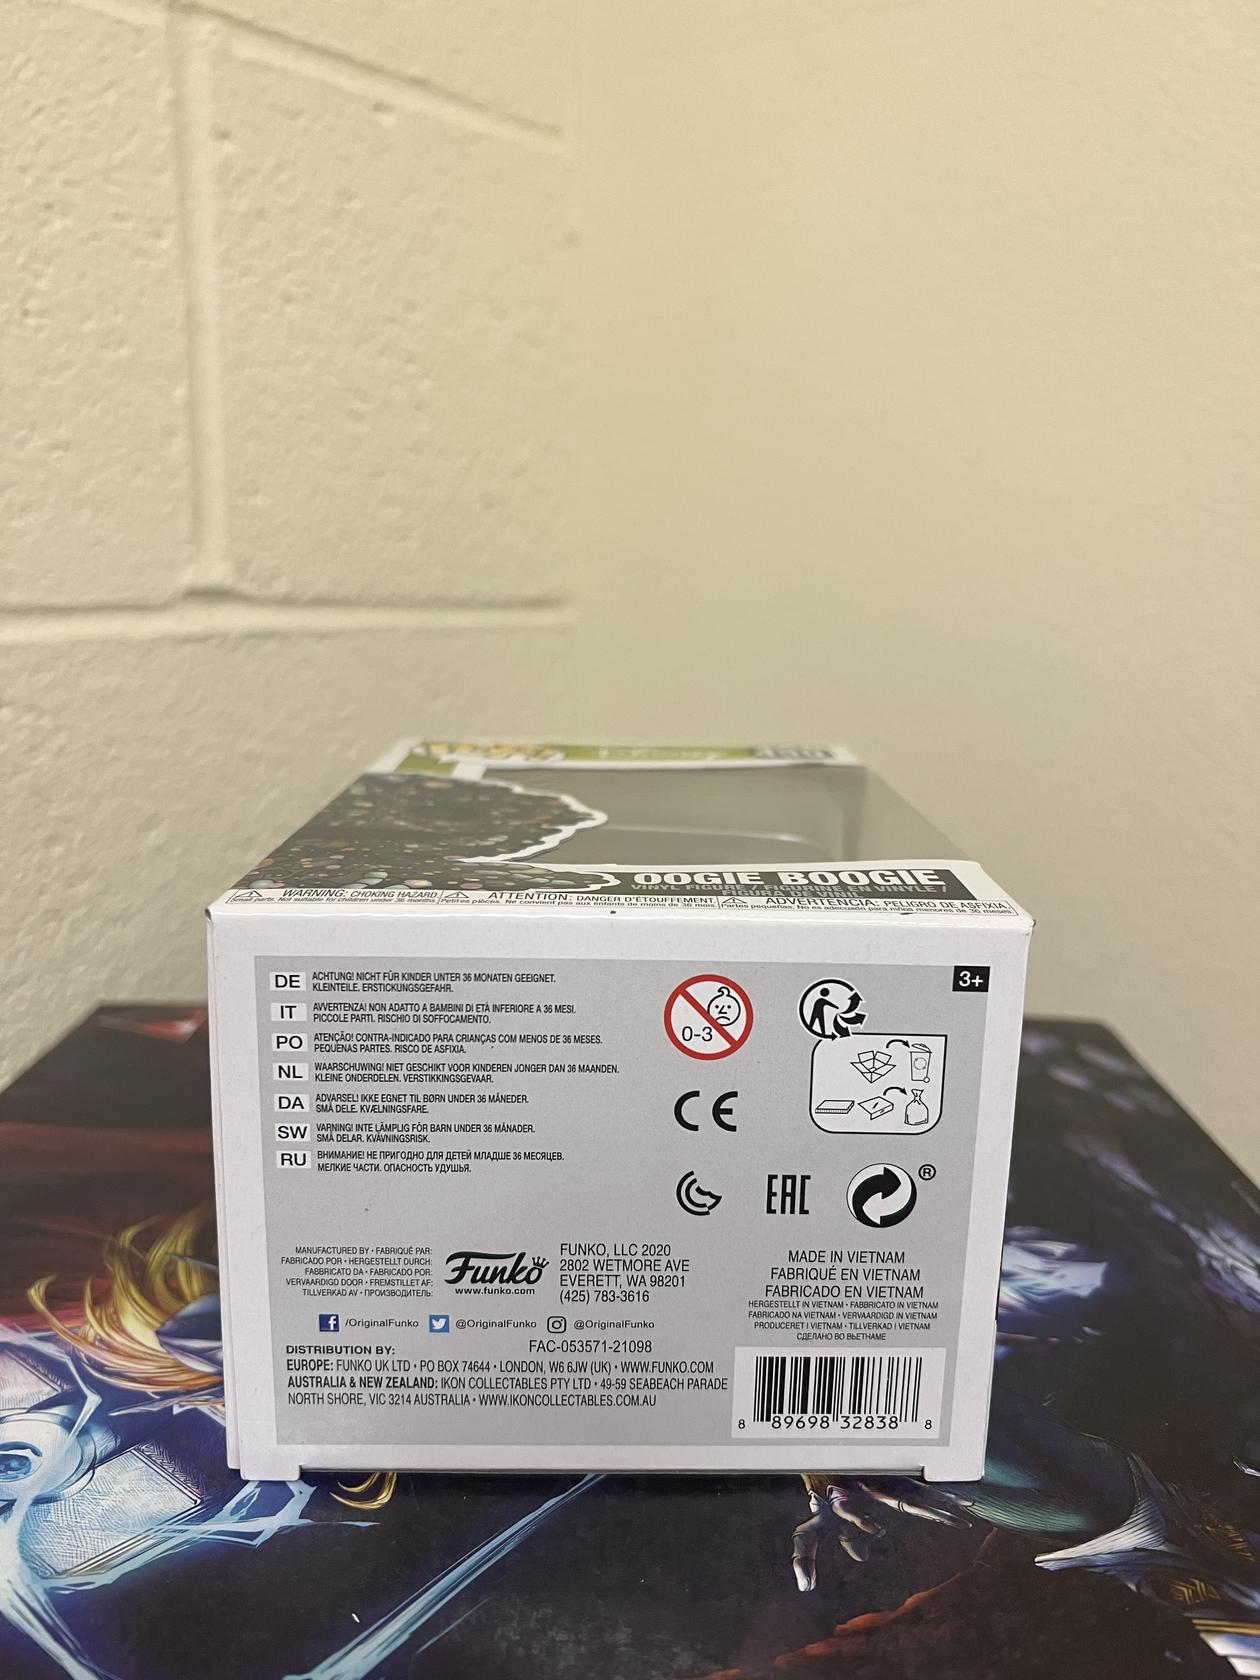 OOGIE BOOGIE
VINYL FIGURE / FIGURINE EN VINYLE /
FIGURA DE VINIL
WARNING: CHOKING HAZARD.
Small parts. Not suitable for children under 36 months.
ATTENTION: DANGER D'ÉTOUFFEMENT.
Petites pièces. Ne convient pas aux enfants de moins de 36 mois.
ADVERTENCIA: PELIGRO DE ASFIXIA.
Partes pequeñas. No es adecuado para niños menores de 36 meses.
DE ACHTUNG! NICHT FÜR KINDER UNTER 36 MONATEN GEEIGNET.
KLEINTEILE. ERSTICKUNGSGEFAHR.
IT AVVERTENZA! NON ADATTO A BAMBINI DI ETÀ INFERIORE A 36 MESI.
PICCOLE PARTI. RISCHIO DI SOFFOCAMENTO.
PO ATENÇÃO! CONTRA-INDICADO PARA CRIANÇAS COM MENOS DE 36 MESES.
PEQUENAS PARTES. RISCO DE ASFIXIA.
NL WAARSCHUWING! NIET GESCHIKT VOOR KINDEREN JONGER DAN 36 MAANDEN.
KLEINE ONDERDELEN. VERSTIKKINGSGEVAAR.
DA ADVARSEL! IKKE EGNET TIL BØRN UNDER 36 MÅNEDER.
SMÅ DELE. KVÆLNINGSFARE.
SW VARNING! INTE LÄMPLIG FÖR BARN UNDER 36 MÅNADER.
SMÅ DELAR. KVÄVNINGSRISK.
RU ВНИМАНИЕ! НЕ ПРИГОДНО ДЛЯ ДЕТЕЙ МЛАДШЕ 36 МЕСЯЦЕВ.
МЕЛКИЕ ЧАСТИ. ОПАСНОСТЬ УДУШЬЯ.
0-3
3+
CE
EAC
®
MANUFACTURED BY • FABRIQUÉ PAR:
FABRICADO POR • HERGESTELLT DURCH:
FABBRICATO DA • FABRICADO POR:
VERVAARDIGD DOOR • FREMSTILLET AF:
TILLVERKAD AV • ПРОИЗВОДИТЕЛЬ:
Funko
www.funko.com
FUNKO, LLC 2020
2802 WETMORE AVE
EVERETT, WA 98201
(425) 783-3616
/OriginalFunko @OriginalFunko @OriginalFunko
FAC-053571-21098
DISTRIBUTION BY:
EUROPE: FUNKO UK LTD • PO BOX 74644 • LONDON, W6 6JW (UK) • WWW.FUNKO.COM
AUSTRALIA & NEW ZEALAND: IKON COLLECTABLES PTY LTD • 49-59 SEABEACH PARADE
NORTH SHORE, VIC 3214 AUSTRALIA • WWW.IKONCOLLECTABLES.COM.AU
MADE IN VIETNAM
FABRIQUÉ EN VIETNAM
FABRICADO EN VIETNAM
HERGESTELLT IN VIETNAM • FABBRICATO IN VIETNAM
FABRICADO NA VIETNAM • VERVAARDIGD IN VIETNAM
PRODUCERET I VIETNAM • TILLVERKAD I VIETNAM
СДЕЛАНО ВО ВЬЕТНАМЕ
8 89698 32838 8